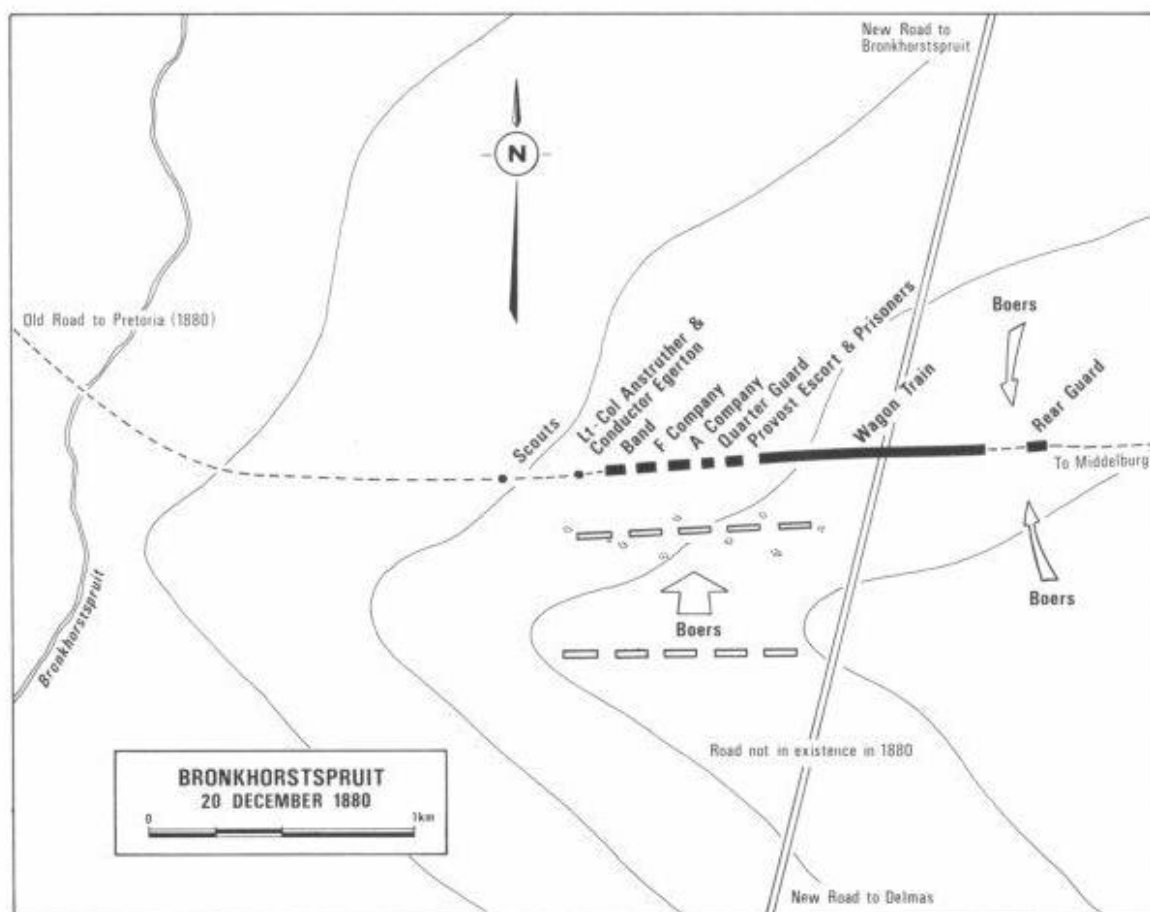 New Road to
Bronkhorstspruit
N
Old Road to Pretoria (1880)
Boers
Scouts
Lt-Col Anstruther &
Conductor Egerton
Band
F Company
A Company
Quarter Guard
Provost Escort & Prisoners
Wagon Train
Rear Guard
To Middelburg
Bronkhorstspruit
Boers
Boers
Road not in existence in 1880
BRONKHORSTSPRUIT
20 DECEMBER 1880
0 1km
New Road to Delmas